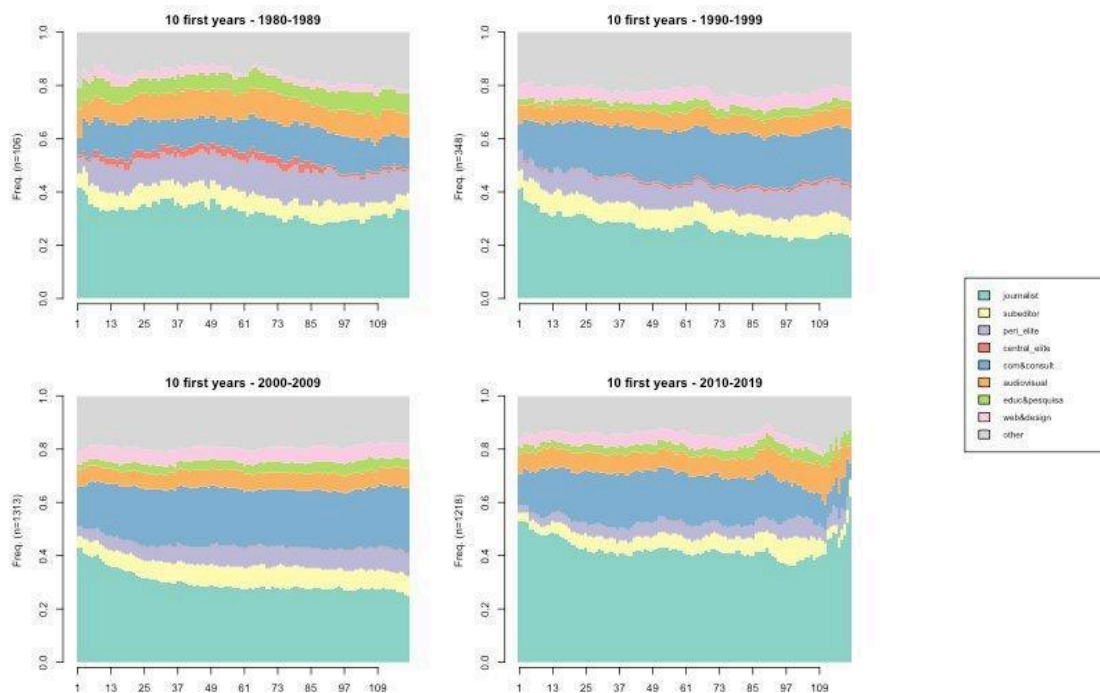 10 first years - 1980-1989
Freq. (n=106)
0.0 0.2 0.4 0.6 0.8 1.0
1 13 25 37 49 61 73 85 97 109
10 first years - 1990-1999
Freq. (n=348)
0.0 0.2 0.4 0.6 0.8 1.0
1 13 25 37 49 61 73 85 97 109
journalist
subeditor
peri_elite
central_elite
com&consult
audiovisual
educ&pesquisa
web&design
other
10 first years - 2000-2009
Freq. (n=1313)
0.0 0.2 0.4 0.6 0.8 1.0
1 13 25 37 49 61 73 85 97 109
10 first years - 2010-2019
Freq. (n=1218)
0.0 0.2 0.4 0.6 0.8 1.0
1 13 25 37 49 61 73 85 97 109